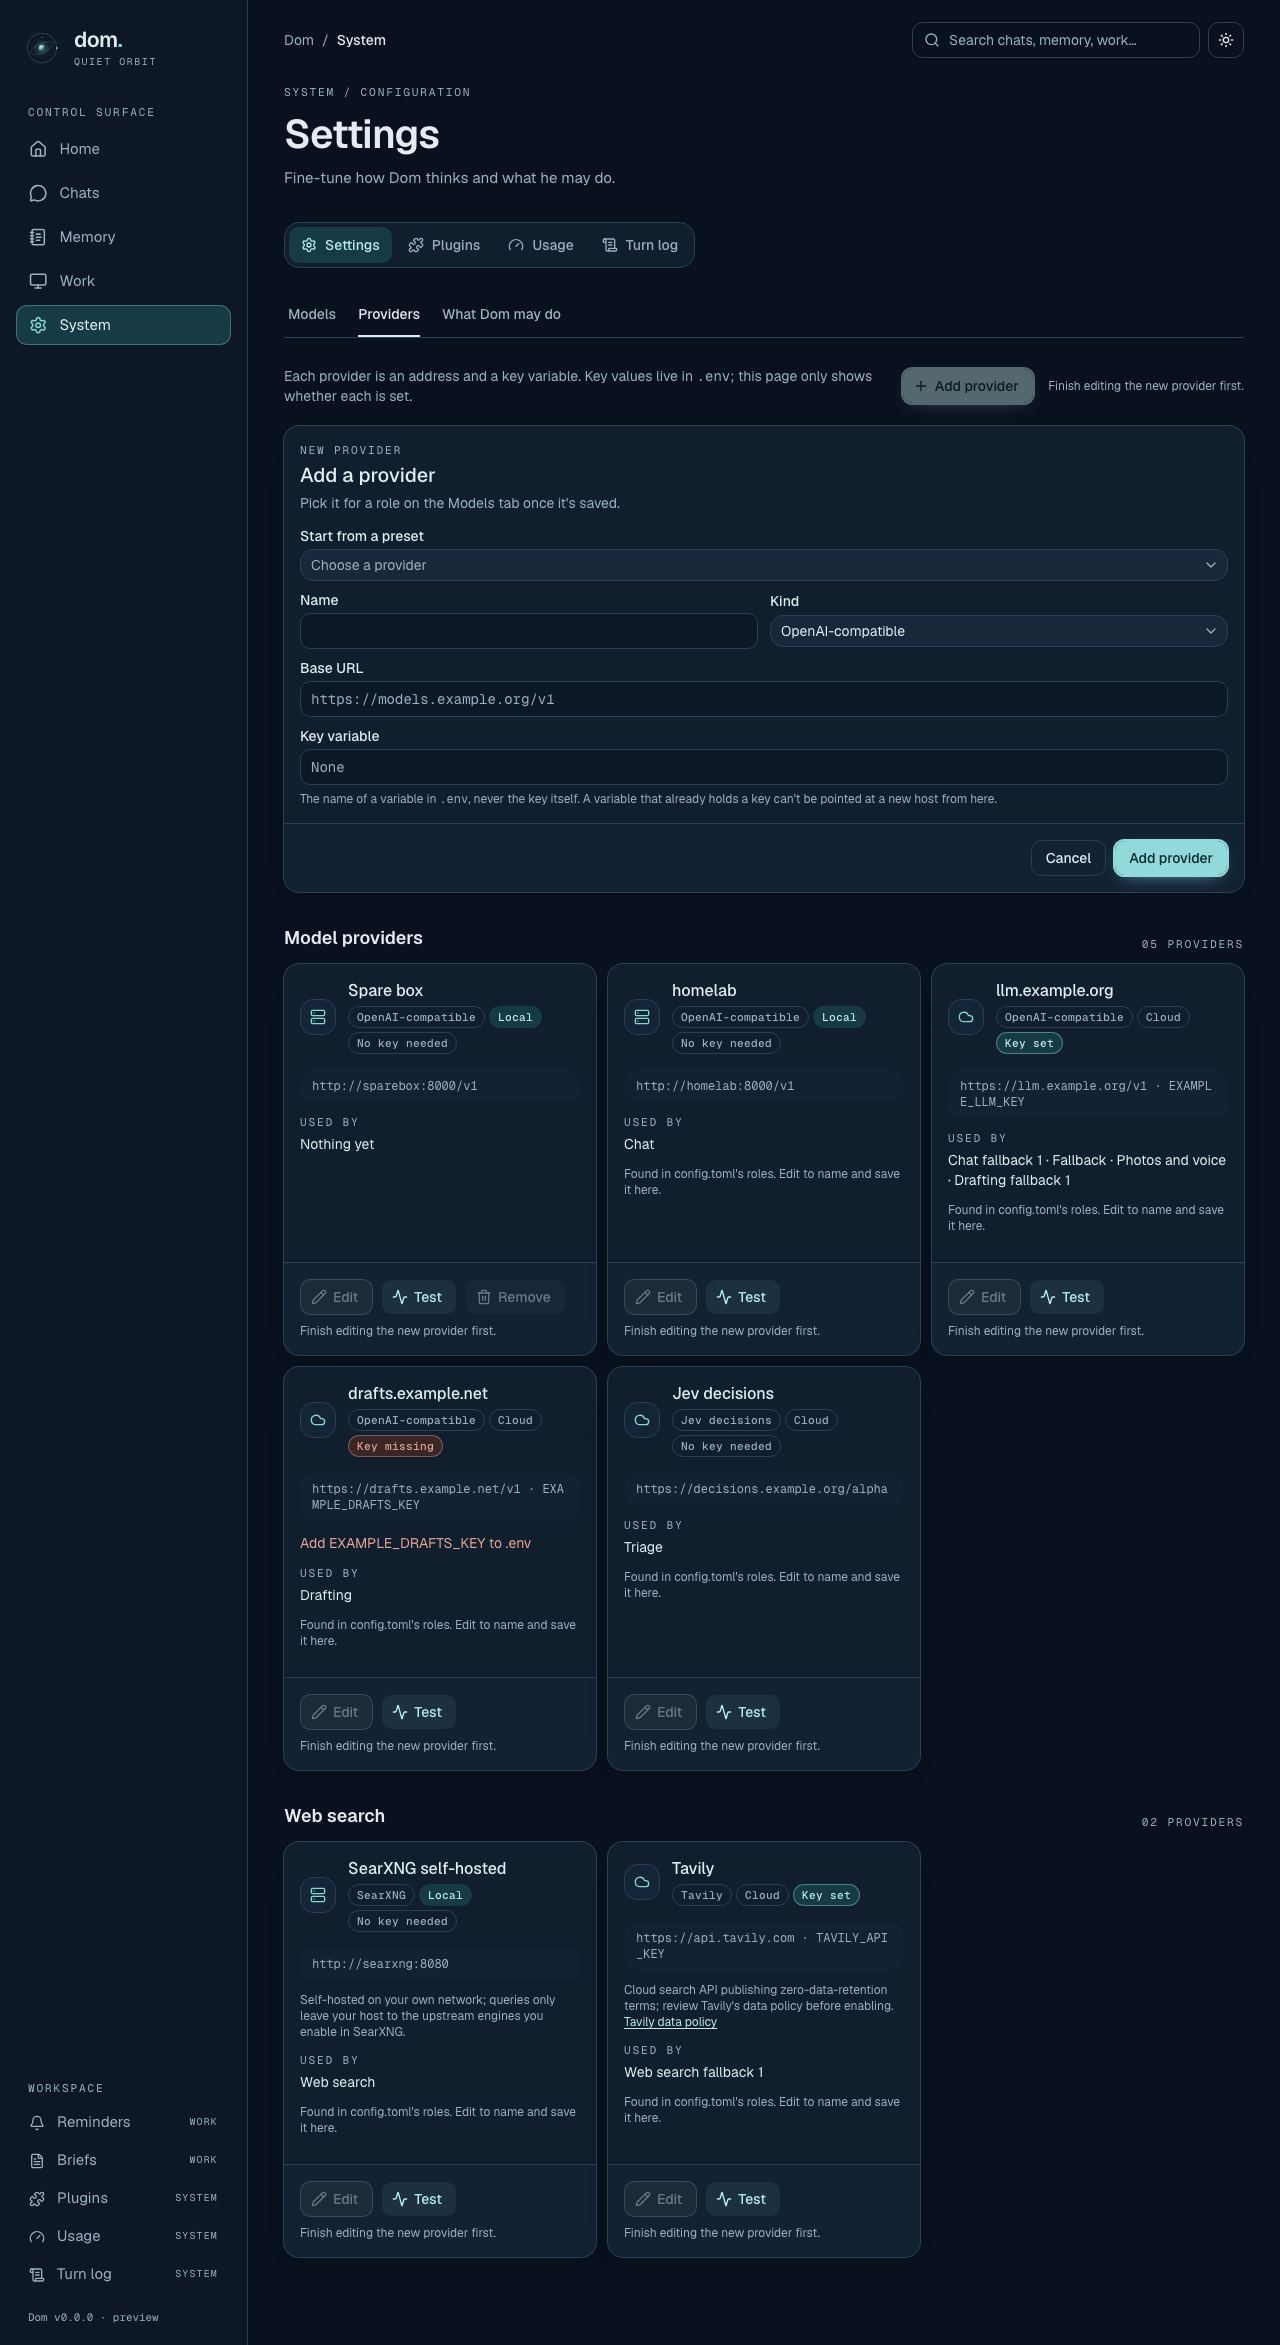 dom.
QUIET ORBIT
CONTROL SURFACE
Home
Chats
Memory
Work
System
Dom / System
Search chats, memory, work…
SYSTEM / CONFIGURATION
Settings
Fine-tune how Dom thinks and what he may do.
Settings
Plugins
Usage
Turn log
Models
Providers
What Dom may do
Each provider is an address and a key variable. Key values live in .env; this page only shows
whether each is set.
Add provider
Finish editing the new provider first.
NEW PROVIDER
Add a provider
Pick it for a role on the Models tab once it's saved.
Start from a preset
Choose a provider
Name
Kind
OpenAI-compatible
Base URL
https://models.example.org/v1
Key variable
None
The name of a variable in .env, never the key itself. A variable that already holds a key can't be pointed at a new host from here.
Cancel
Add provider
Model providers
05 PROVIDERS
Spare box
OpenAI-compatible
Local
No key needed
http://sparebox:8000/v1
USED BY
Nothing yet
Edit
Test
Remove
Finish editing the new provider first.
homelab
OpenAI-compatible
Local
No key needed
http://homelab:8000/v1
USED BY
Chat
Found in config.toml's roles. Edit to name and save
it here.
Edit
Test
Finish editing the new provider first.
llm.example.org
OpenAI-compatible
Cloud
Key set
https://llm.example.org/v1 · EXAMPL
E_LLM_KEY
USED BY
Chat fallback 1 · Fallback · Photos and voice
· Drafting fallback 1
Found in config.toml's roles. Edit to name and save
it here.
Edit
Test
Finish editing the new provider first.
drafts.example.net
OpenAI-compatible
Cloud
Key missing
https://drafts.example.net/v1 · EXA
MPLE_DRAFTS_KEY
Add EXAMPLE_DRAFTS_KEY to .env
USED BY
Drafting
Found in config.toml's roles. Edit to name and save
it here.
Edit
Test
Finish editing the new provider first.
Jev decisions
Jev decisions
Cloud
No key needed
https://decisions.example.org/alpha
USED BY
Triage
Found in config.toml's roles. Edit to name and save
it here.
Edit
Test
Finish editing the new provider first.
Web search
02 PROVIDERS
SearXNG self-hosted
SearXNG
Local
No key needed
http://searxng:8080
Self-hosted on your own network; queries only
leave your host to the upstream engines you
enable in SearXNG.
USED BY
Web search
Found in config.toml's roles. Edit to name and save
it here.
Edit
Test
Finish editing the new provider first.
Tavily
Tavily
Cloud
Key set
https://api.tavily.com · TAVILY_API
_KEY
Cloud search API publishing zero-data-retention
terms; review Tavily's data policy before enabling.
Tavily data policy
USED BY
Web search fallback 1
Found in config.toml's roles. Edit to name and save
it here.
Edit
Test
Finish editing the new provider first.
WORKSPACE
Reminders WORK
Briefs WORK
Plugins SYSTEM
Usage SYSTEM
Turn log SYSTEM
Dom v0.0.0 · preview